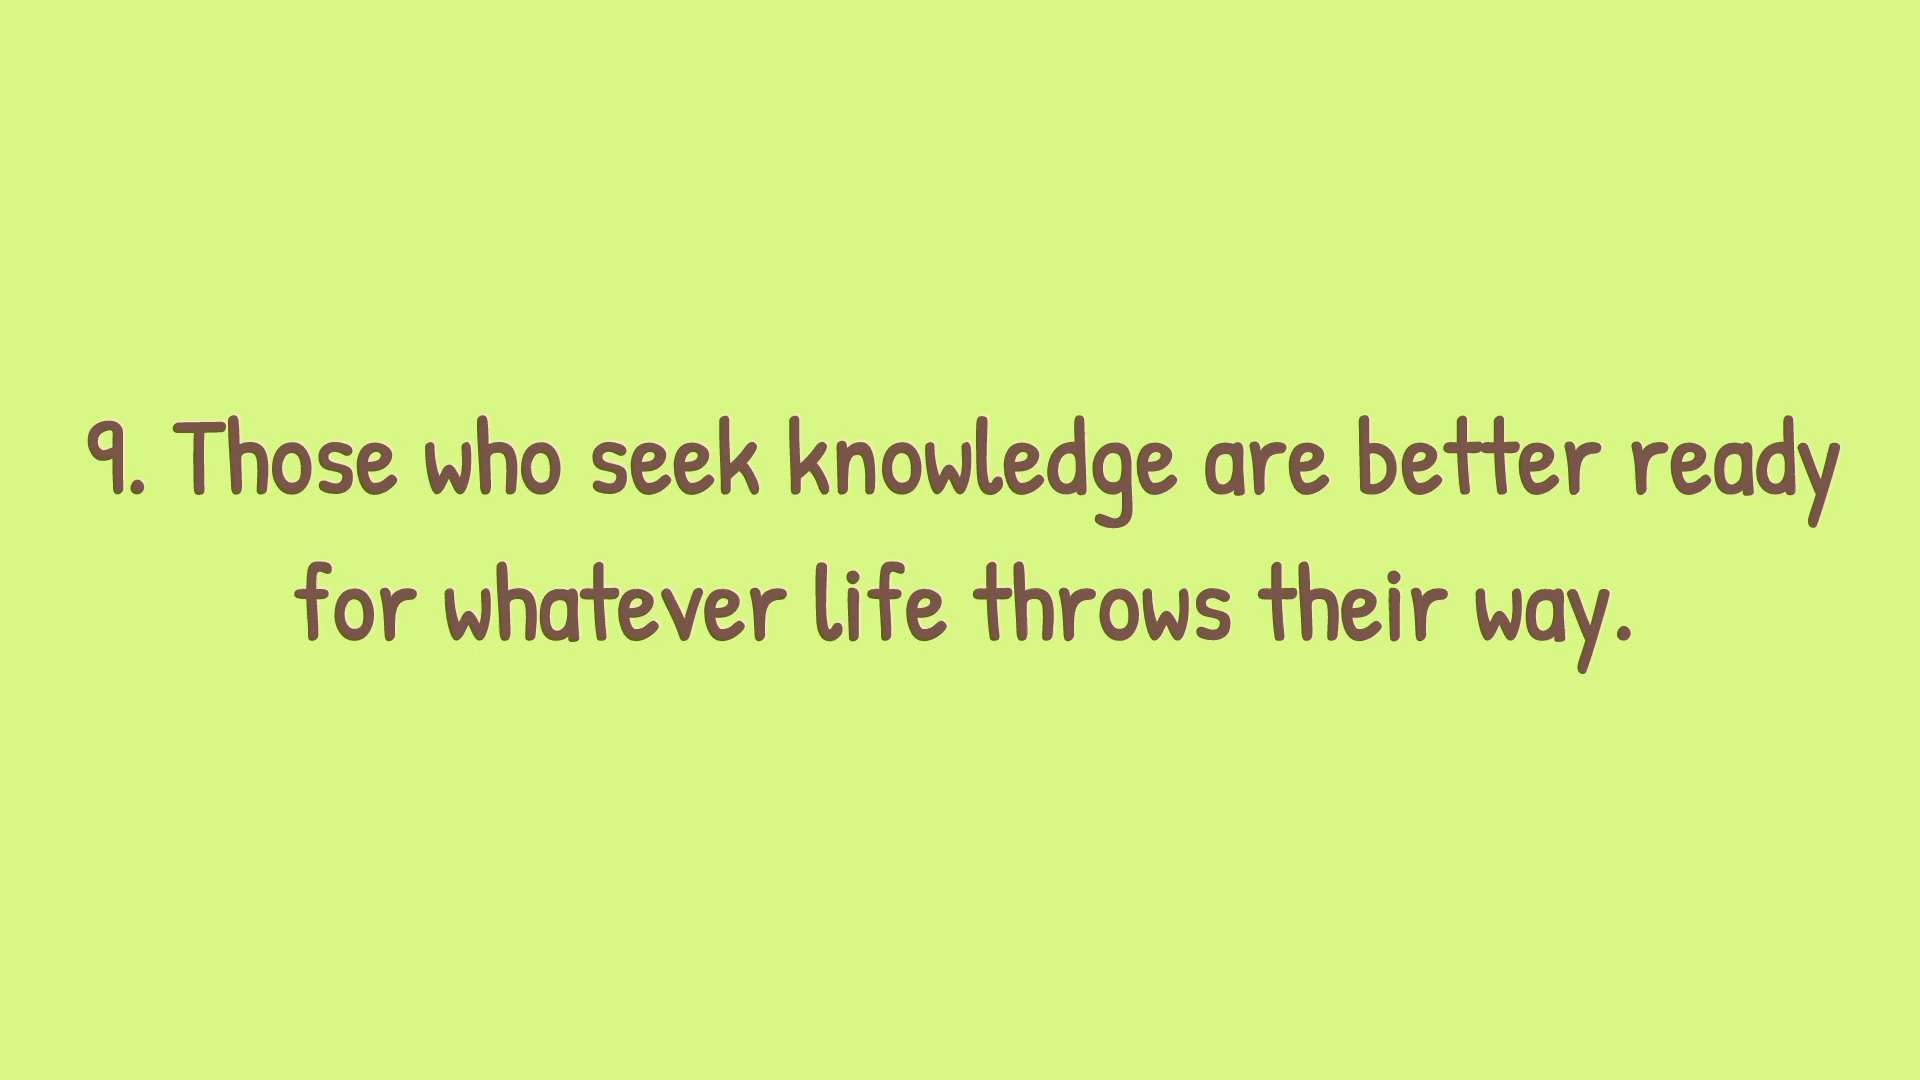 9. Those who seek knowledge are better ready
for whatever life throws their way.